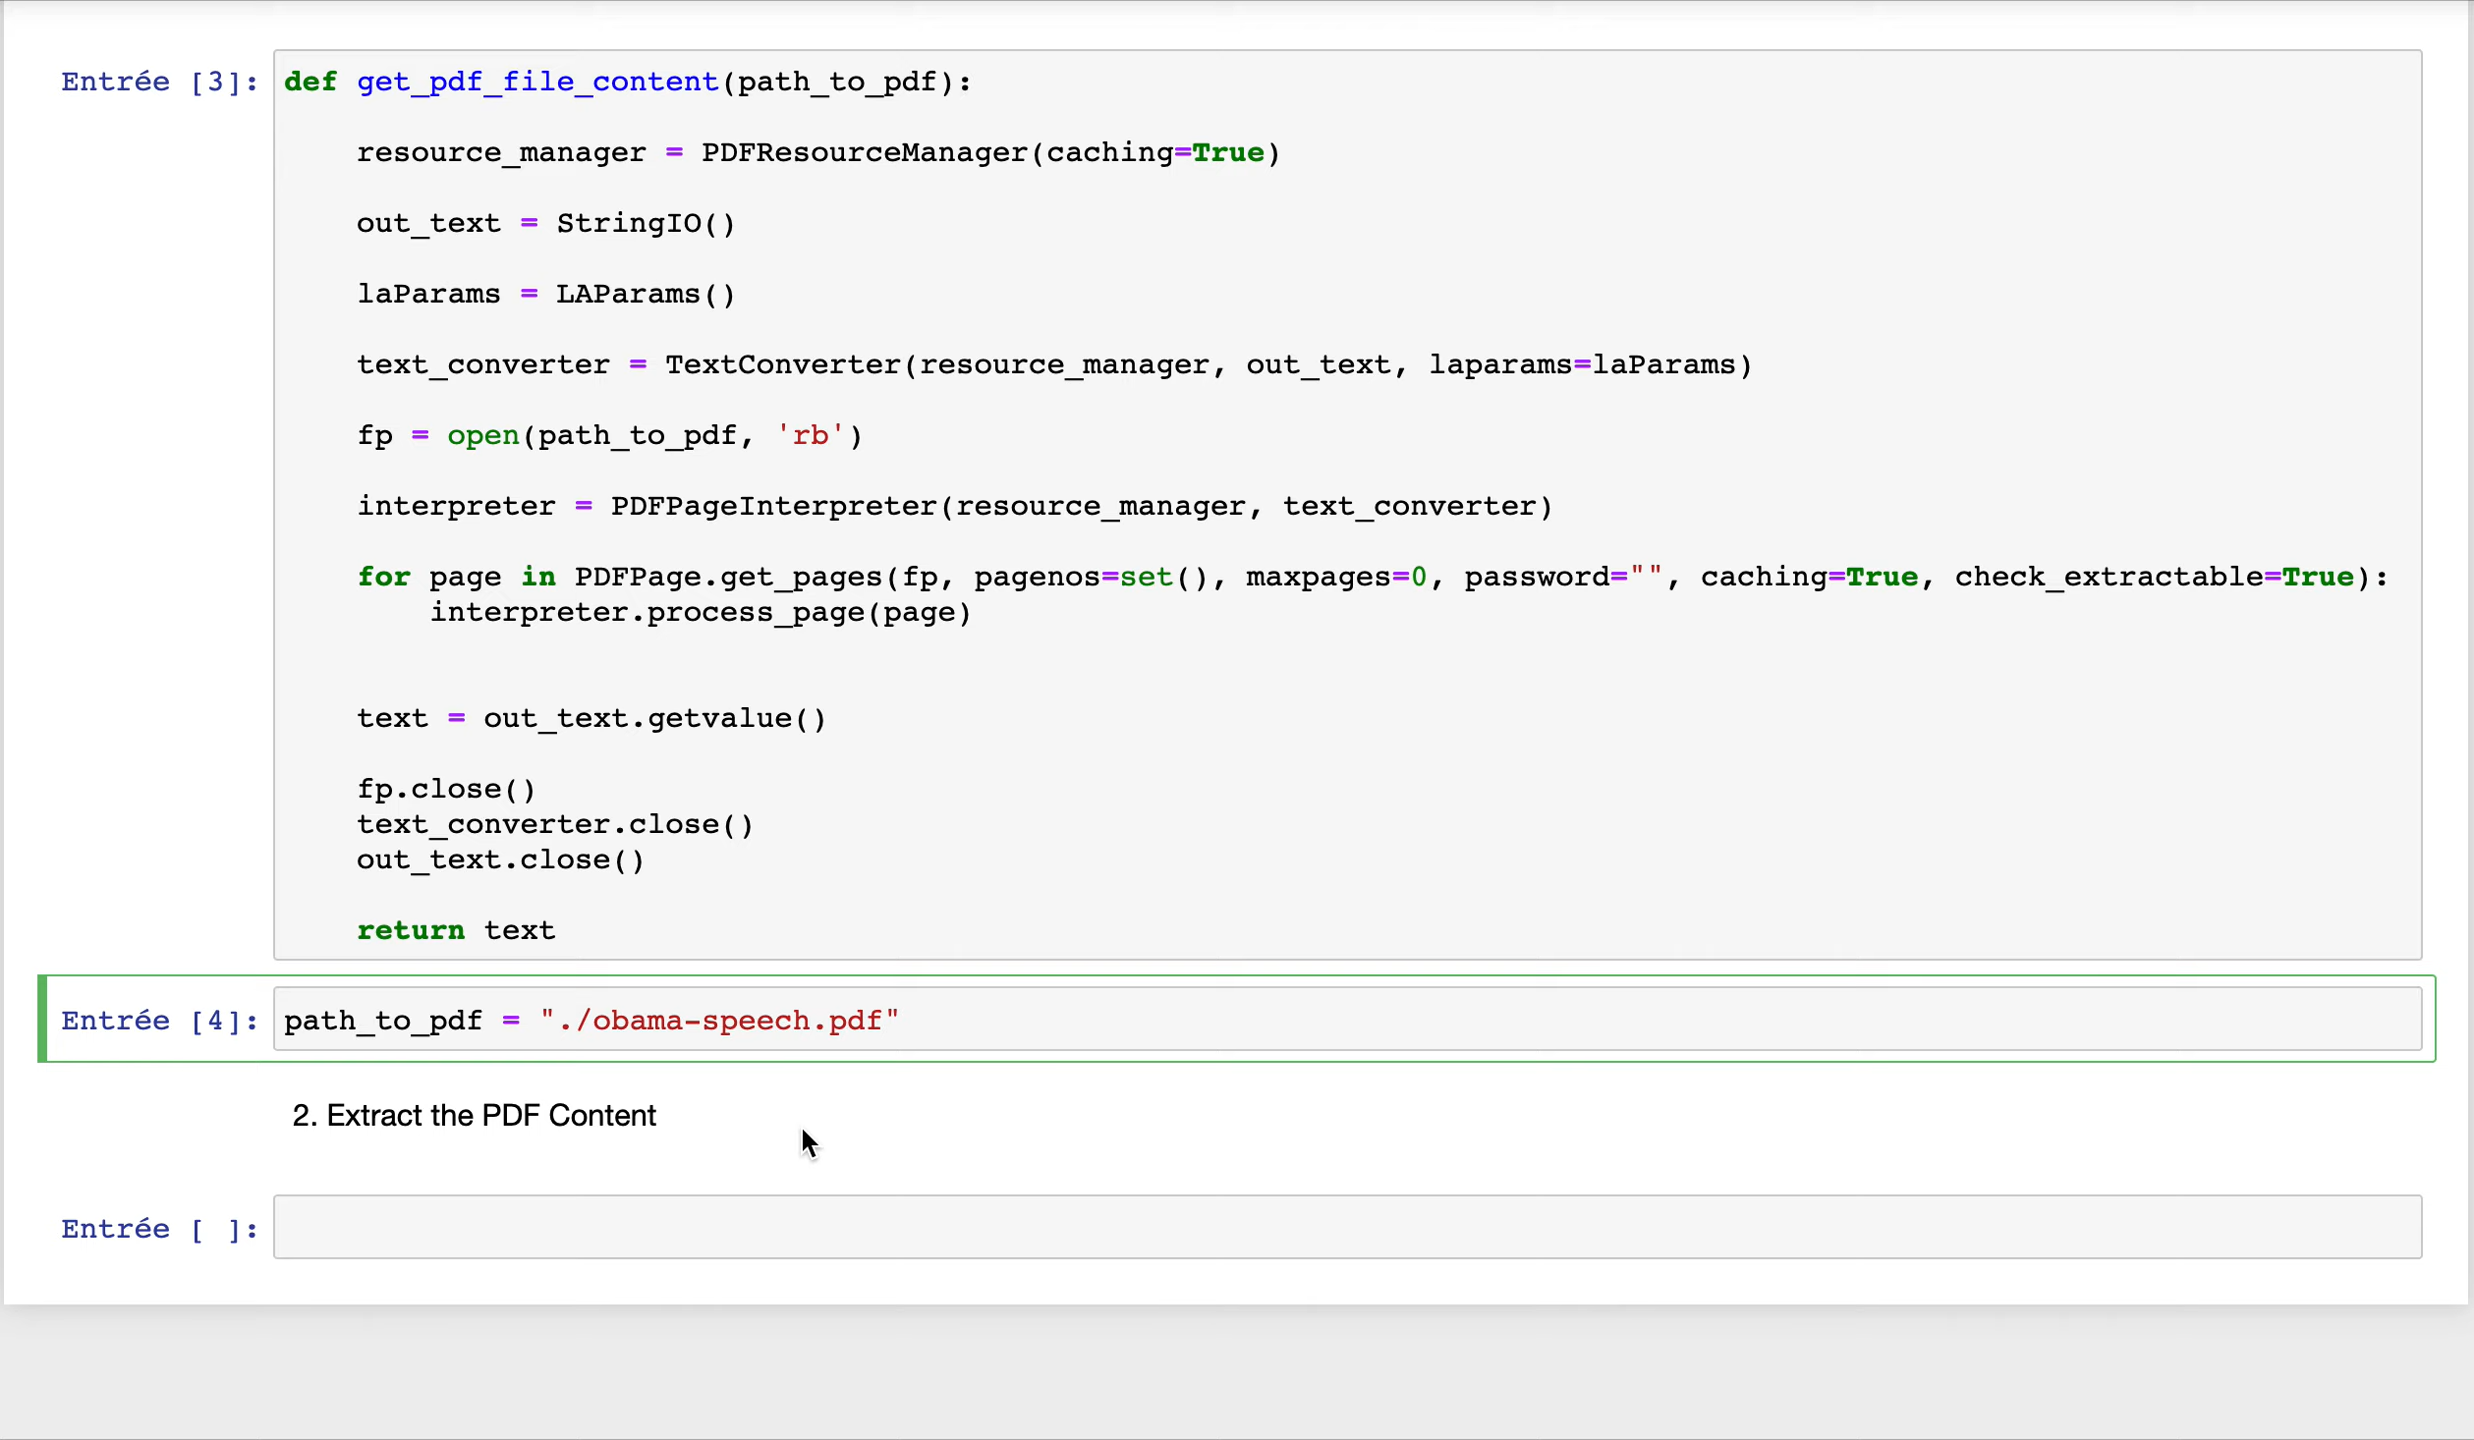 Entrée [3]: def get_pdf_file_content(path_to_pdf):
    resource_manager = PDFResourceManager(caching=True)
    out_text = StringIO()
    laParams = LAParams()
    text_converter = TextConverter(resource_manager, out_text, laparams=laParams)
    fp = open(path_to_pdf, 'rb')
    interpreter = PDFPageInterpreter(resource_manager, text_converter)
    for page in PDFPage.get_pages(fp, pagenos=set(), maxpages=0, password="", caching=True, check_extractable=True):
        interpreter.process_page(page)
    text = out_text.getvalue()
    fp.close()
    text_converter.close()
    out_text.close()
    return text
Entrée [4]: path_to_pdf = "./obama-speech.pdf"
2. Extract the PDF Content
Entrée [ ]: